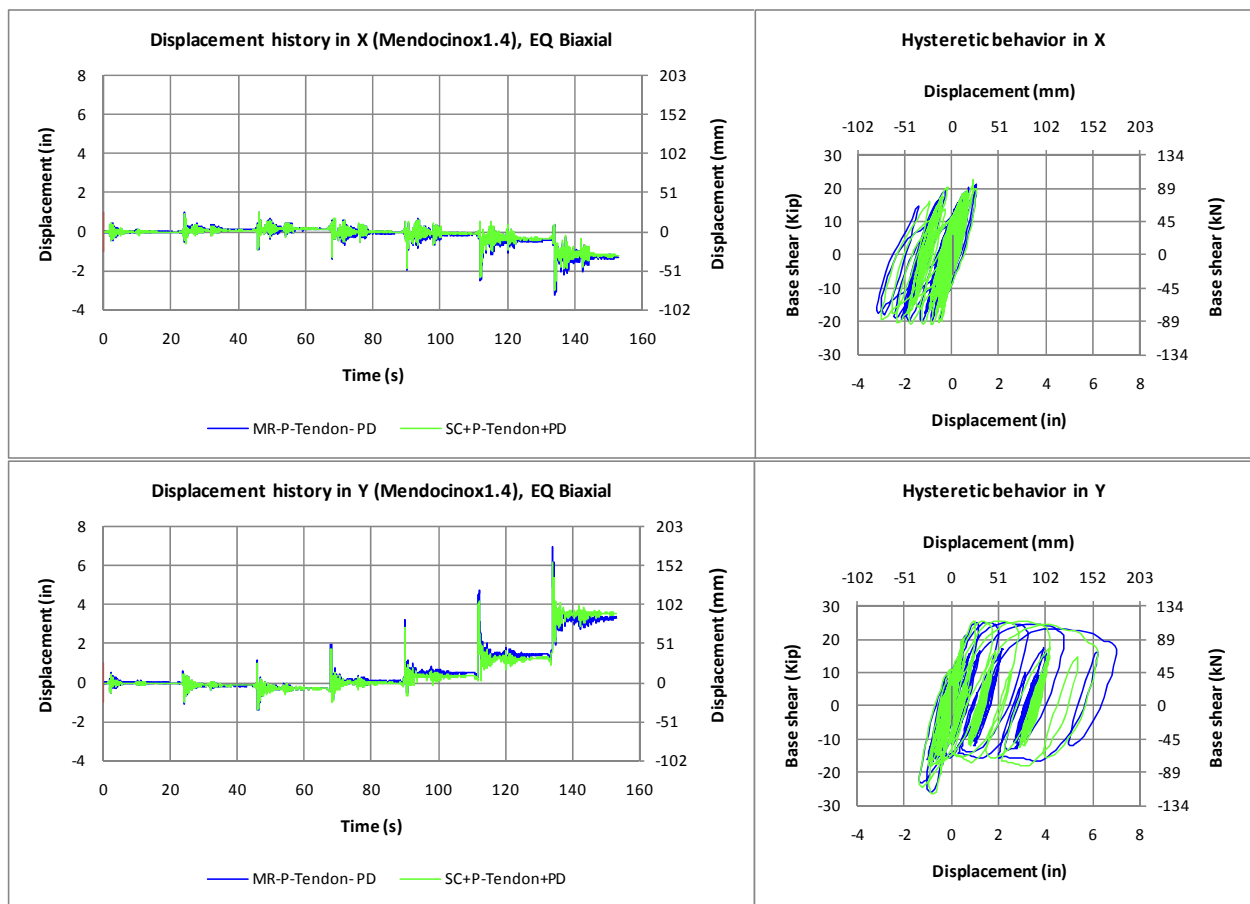 Displacement history in X (Mendocinox1.4), EQ Biaxial
8
6
4
2
0
-2
-4
203
152
102
51
0
-51
-102
0 20 40 60 80 100 120 140 160
Displacement (in)
Displacement (mm)
Time (s)
MR-P-Tendon- PD SC+P-Tendon+PD
Hysteretic behavior in X
Displacement (mm)
-102 -51 0 51 102 152 203
30
20
10
0
-10
-20
-30
134
89
45
0
-45
-89
-134
-4 -2 0 2 4 6 8
Base shear (Kip)
Base shear (kN)
Displacement (in)
Displacement history in Y (Mendocinox1.4), EQ Biaxial
8
6
4
2
0
-2
-4
203
152
102
51
0
-51
-102
0 20 40 60 80 100 120 140 160
Displacement (in)
Displacement (mm)
Time (s)
MR-P-Tendon- PD SC+P-Tendon+PD
Hysteretic behavior in Y
Displacement (mm)
-102 -51 0 51 102 152 203
30
20
10
0
-10
-20
-30
134
89
45
0
-45
-89
-134
-4 -2 0 2 4 6 8
Base shear (Kip)
Base shear (kN)
Displacement (in)